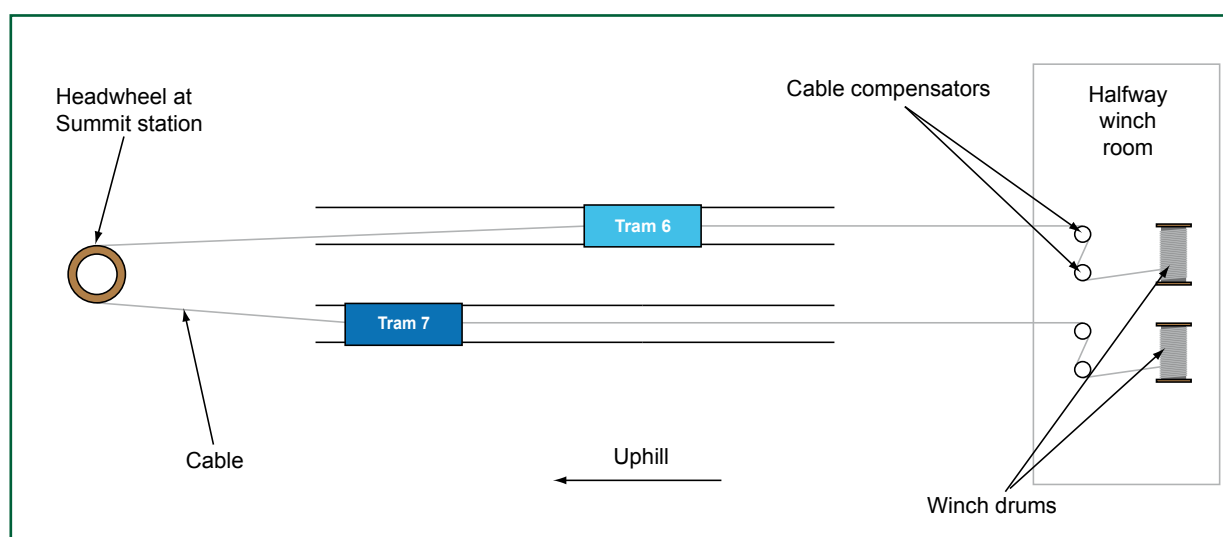 Headwheel at
Summit station
Cable compensators
Halfway
winch
room
Tram 6
Tram 7
Cable
Uphill
Winch drums